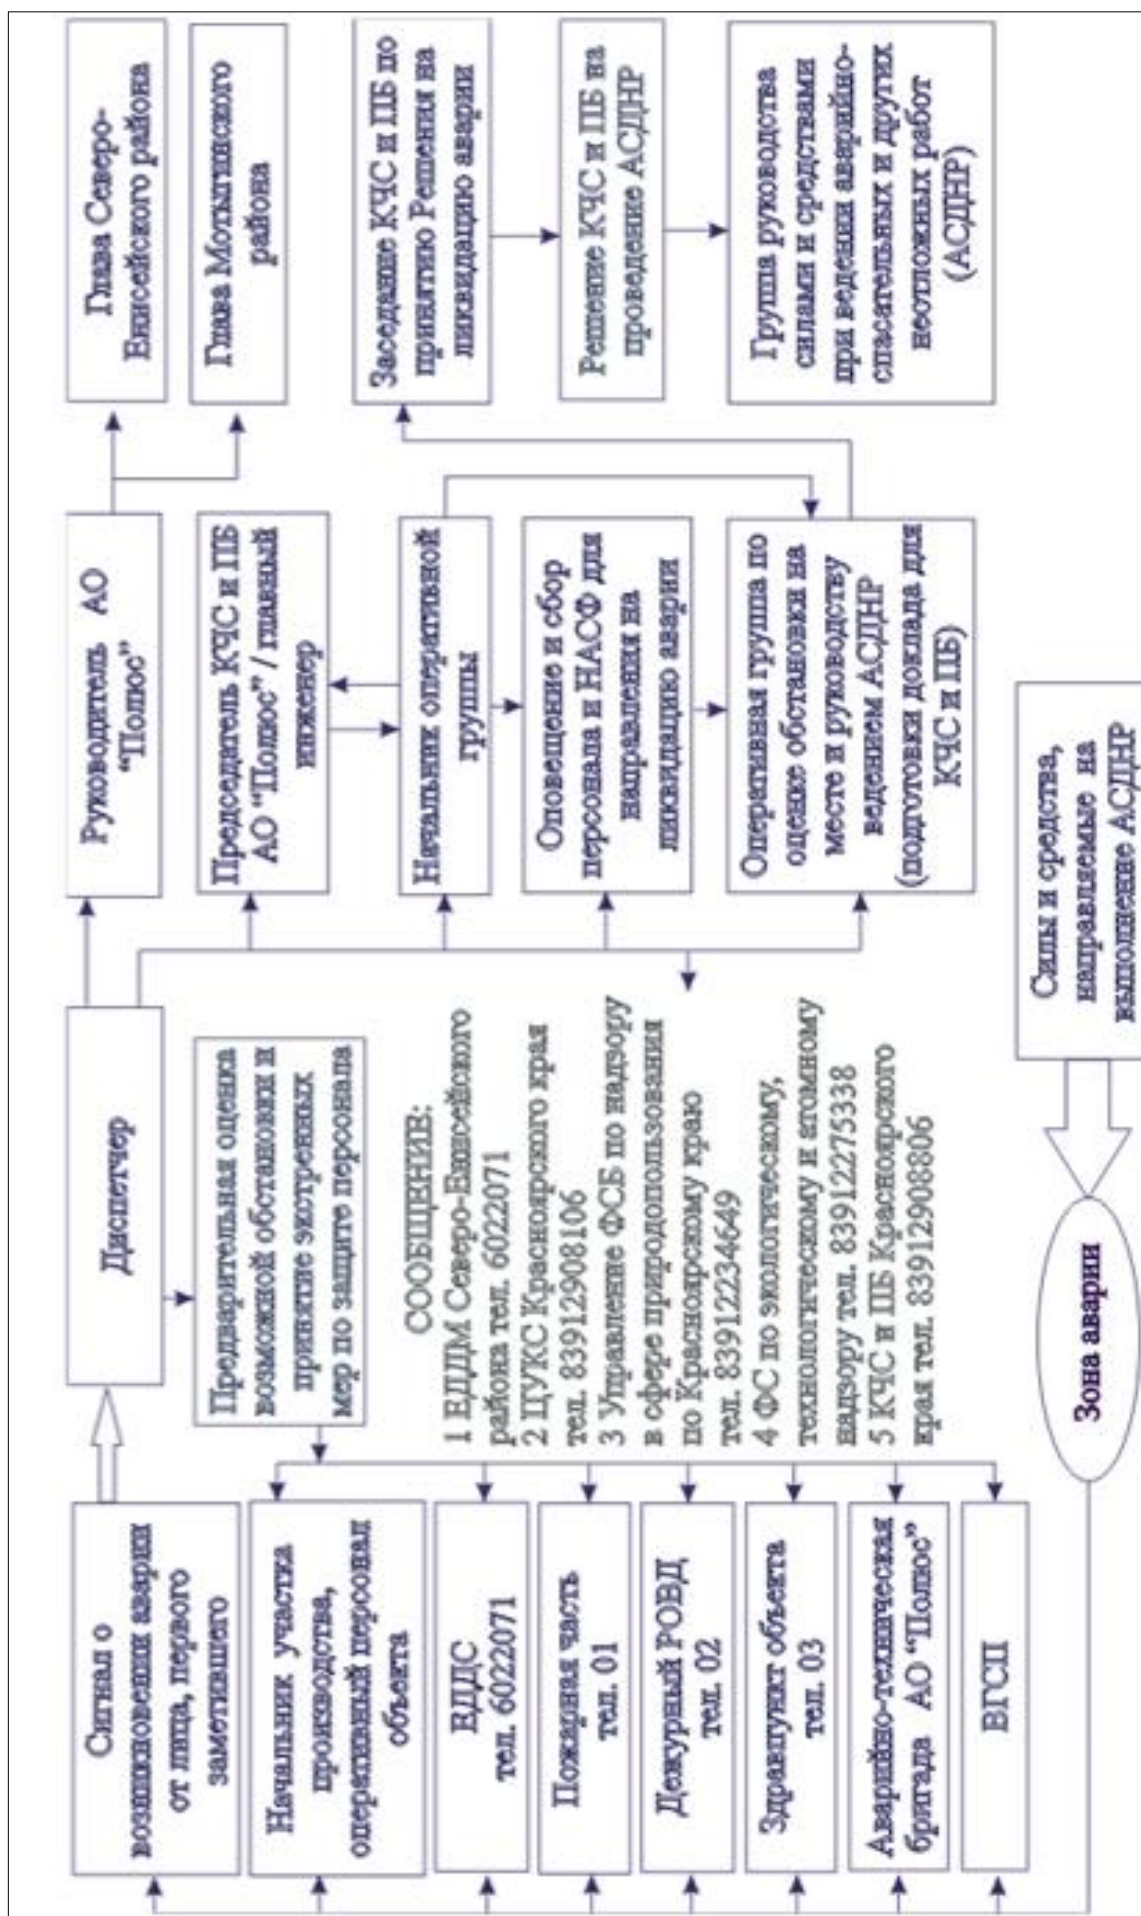 Сигнал о
возникновении аварии
от лица, первого
заметившего
Диспетчер
Руководитель АО
"Полюс"
Глава Северо-
Енисейского района
Глава Мотыгинского
района
Начальник участка
производства,
оперативный персонал
объекта
Предварительная оценка
возможной обстановки и
принятие экстренных
мер по защите персонала
Председатель КЧС и ПБ
АО "Полюс" / главный
инженер
Начальник оперативной
группы
Заседание КЧС и ПБ по
принятию Решения на
ликвидацию аварии
ЕДДС
тел. 6022071
Пожарная часть
тел. 01
Дежурный РОВД
тел. 02
Здравпункт объекта
тел. 03
Аварийно-техническая
бригада АО "Полюс"
ВГСП
СООБЩЕНИЕ:
1 ЕДДМ Северо-Енисейского
района тел. 6022071
2 ЦУКС Красноярского края
тел. 83912908106
3 Управление ФСБ по надзору
в сфере природопользования
по Красноярскому краю
тел. 83912234649
4 ФС по экологическому,
технологическому и атомному
надзору тел. 83912275338
5 КЧС и ПБ Красноярского
края тел. 83912908806
Оповещение и сбор
персонала и НАСФ для
направления на
ликвидацию аварии
Оперативная группа по
оценке обстановки на
месте и руководству
ведением АСДНР
(подготовки доклада для
КЧС и ПБ)
Решение КЧС и ПБ на
проведение АСДНР
Группа руководства
силами и средствами
при ведении аварийно-
спасательных и других
неотложных работ
(АСДНР)
Зона аварии
Силы и средства,
направляемые на
выполнение АСДНР